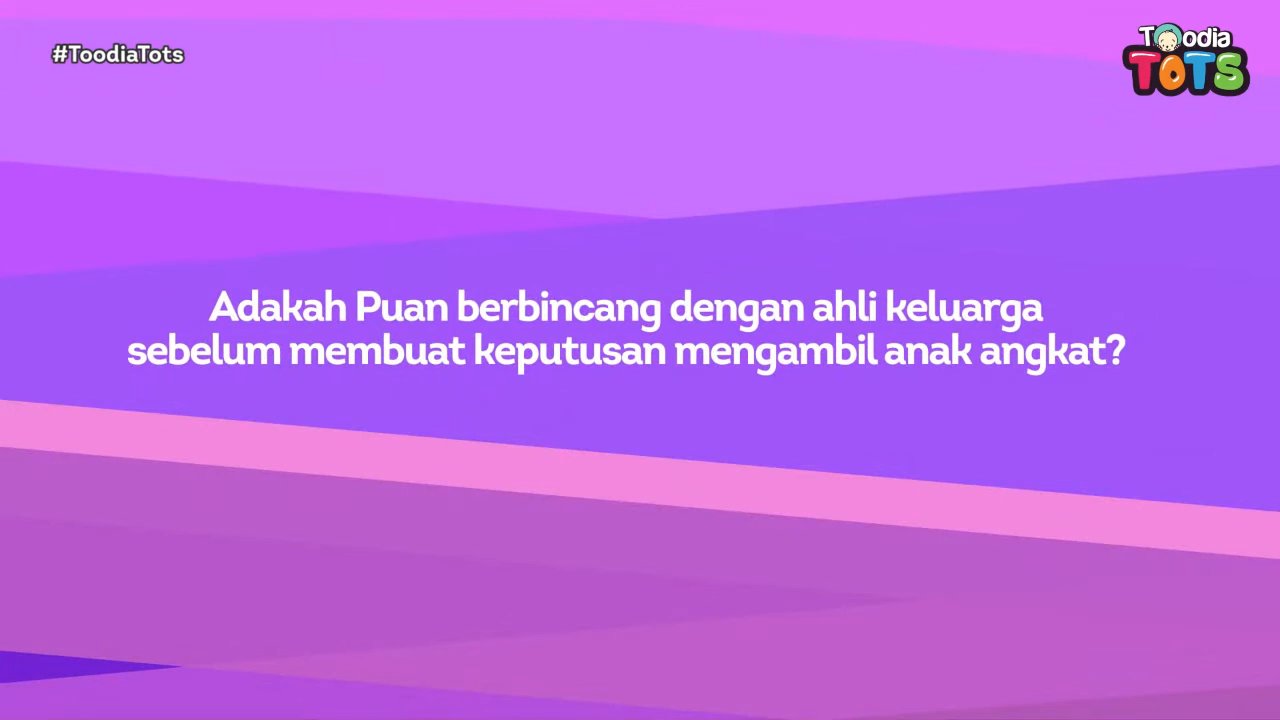 #ToodiaTots
Toodia
TOTS
Adakah Puan berbincang dengan ahli keluarga
sebelum membuat keputusan mengambil anak angkat?